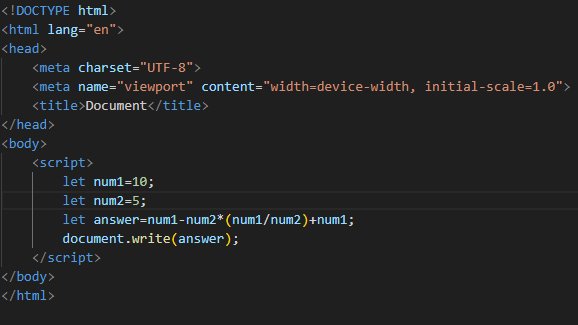 <!DOCTYPE html>
<html lang="en">
<head>
    <meta charset="UTF-8">
    <meta name="viewport" content="width=device-width, initial-scale=1.0">
    <title>Document</title>
</head>
<body>
    <script>
        let num1=10;
        let num2=5;
        let answer=num1-num2*(num1/num2)+num1;
        document.write(answer);
    </script>
</body>
</html>